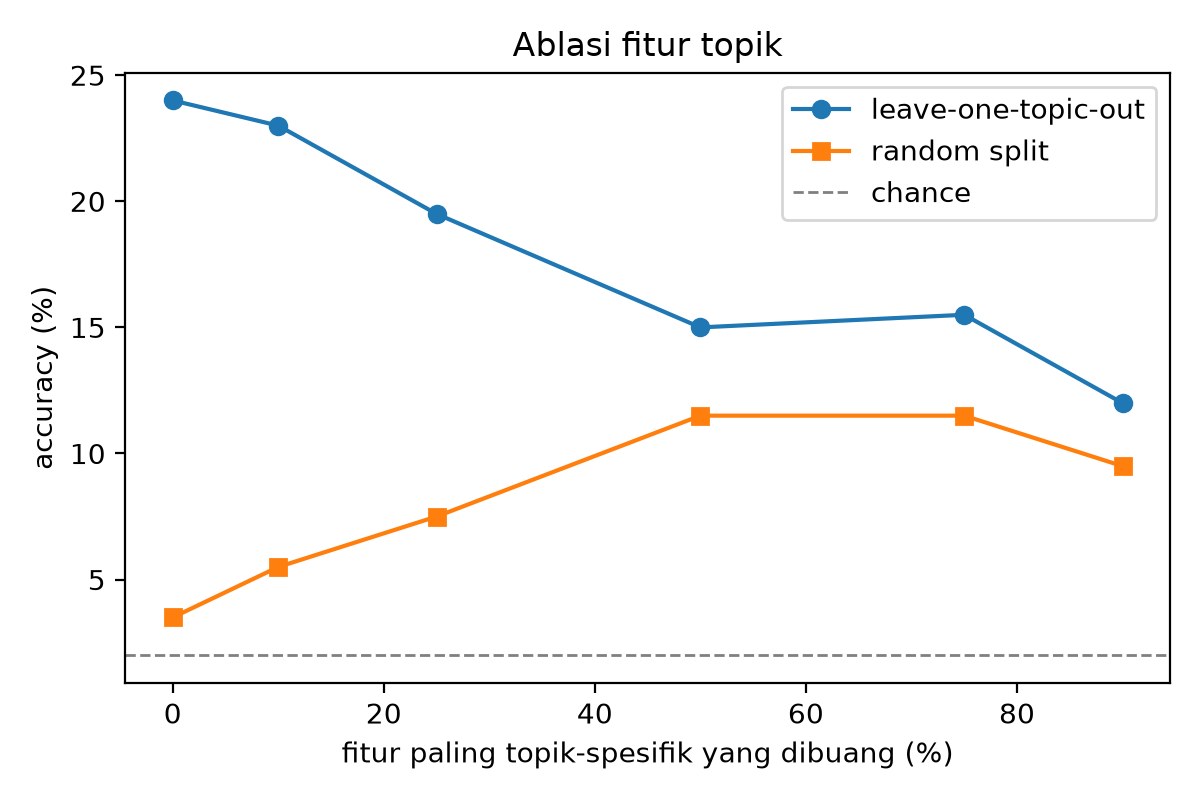 Ablasi fitur topik
25
20
15
10
5
accuracy (%)
leave-one-topic-out
random split
chance
0 20 40 60 80
fitur paling topik-spesifik yang dibuang (%)